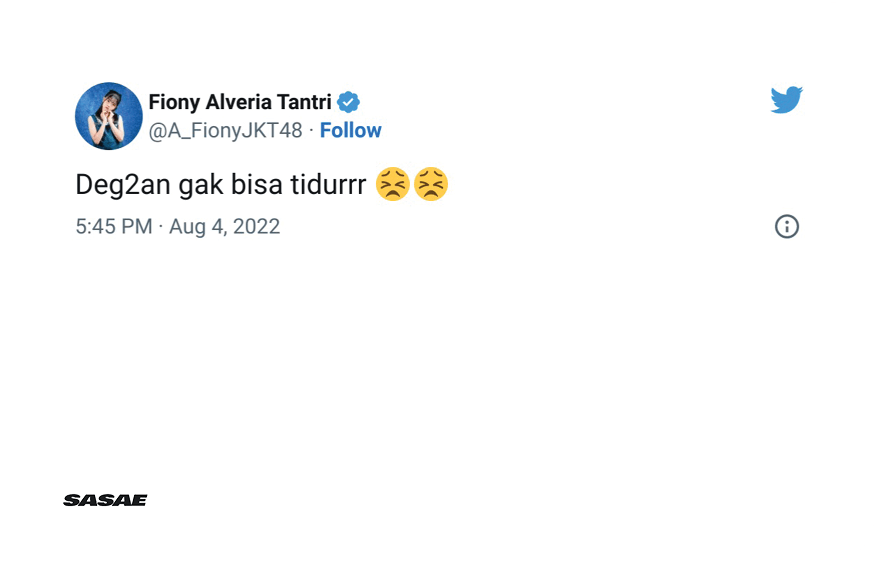 Fiony Alveria Tantri
@A_FionyJKT48 · Follow
Deg2an gak bisa tidurrr 😣😣
5:45 PM · Aug 4, 2022
SASAE